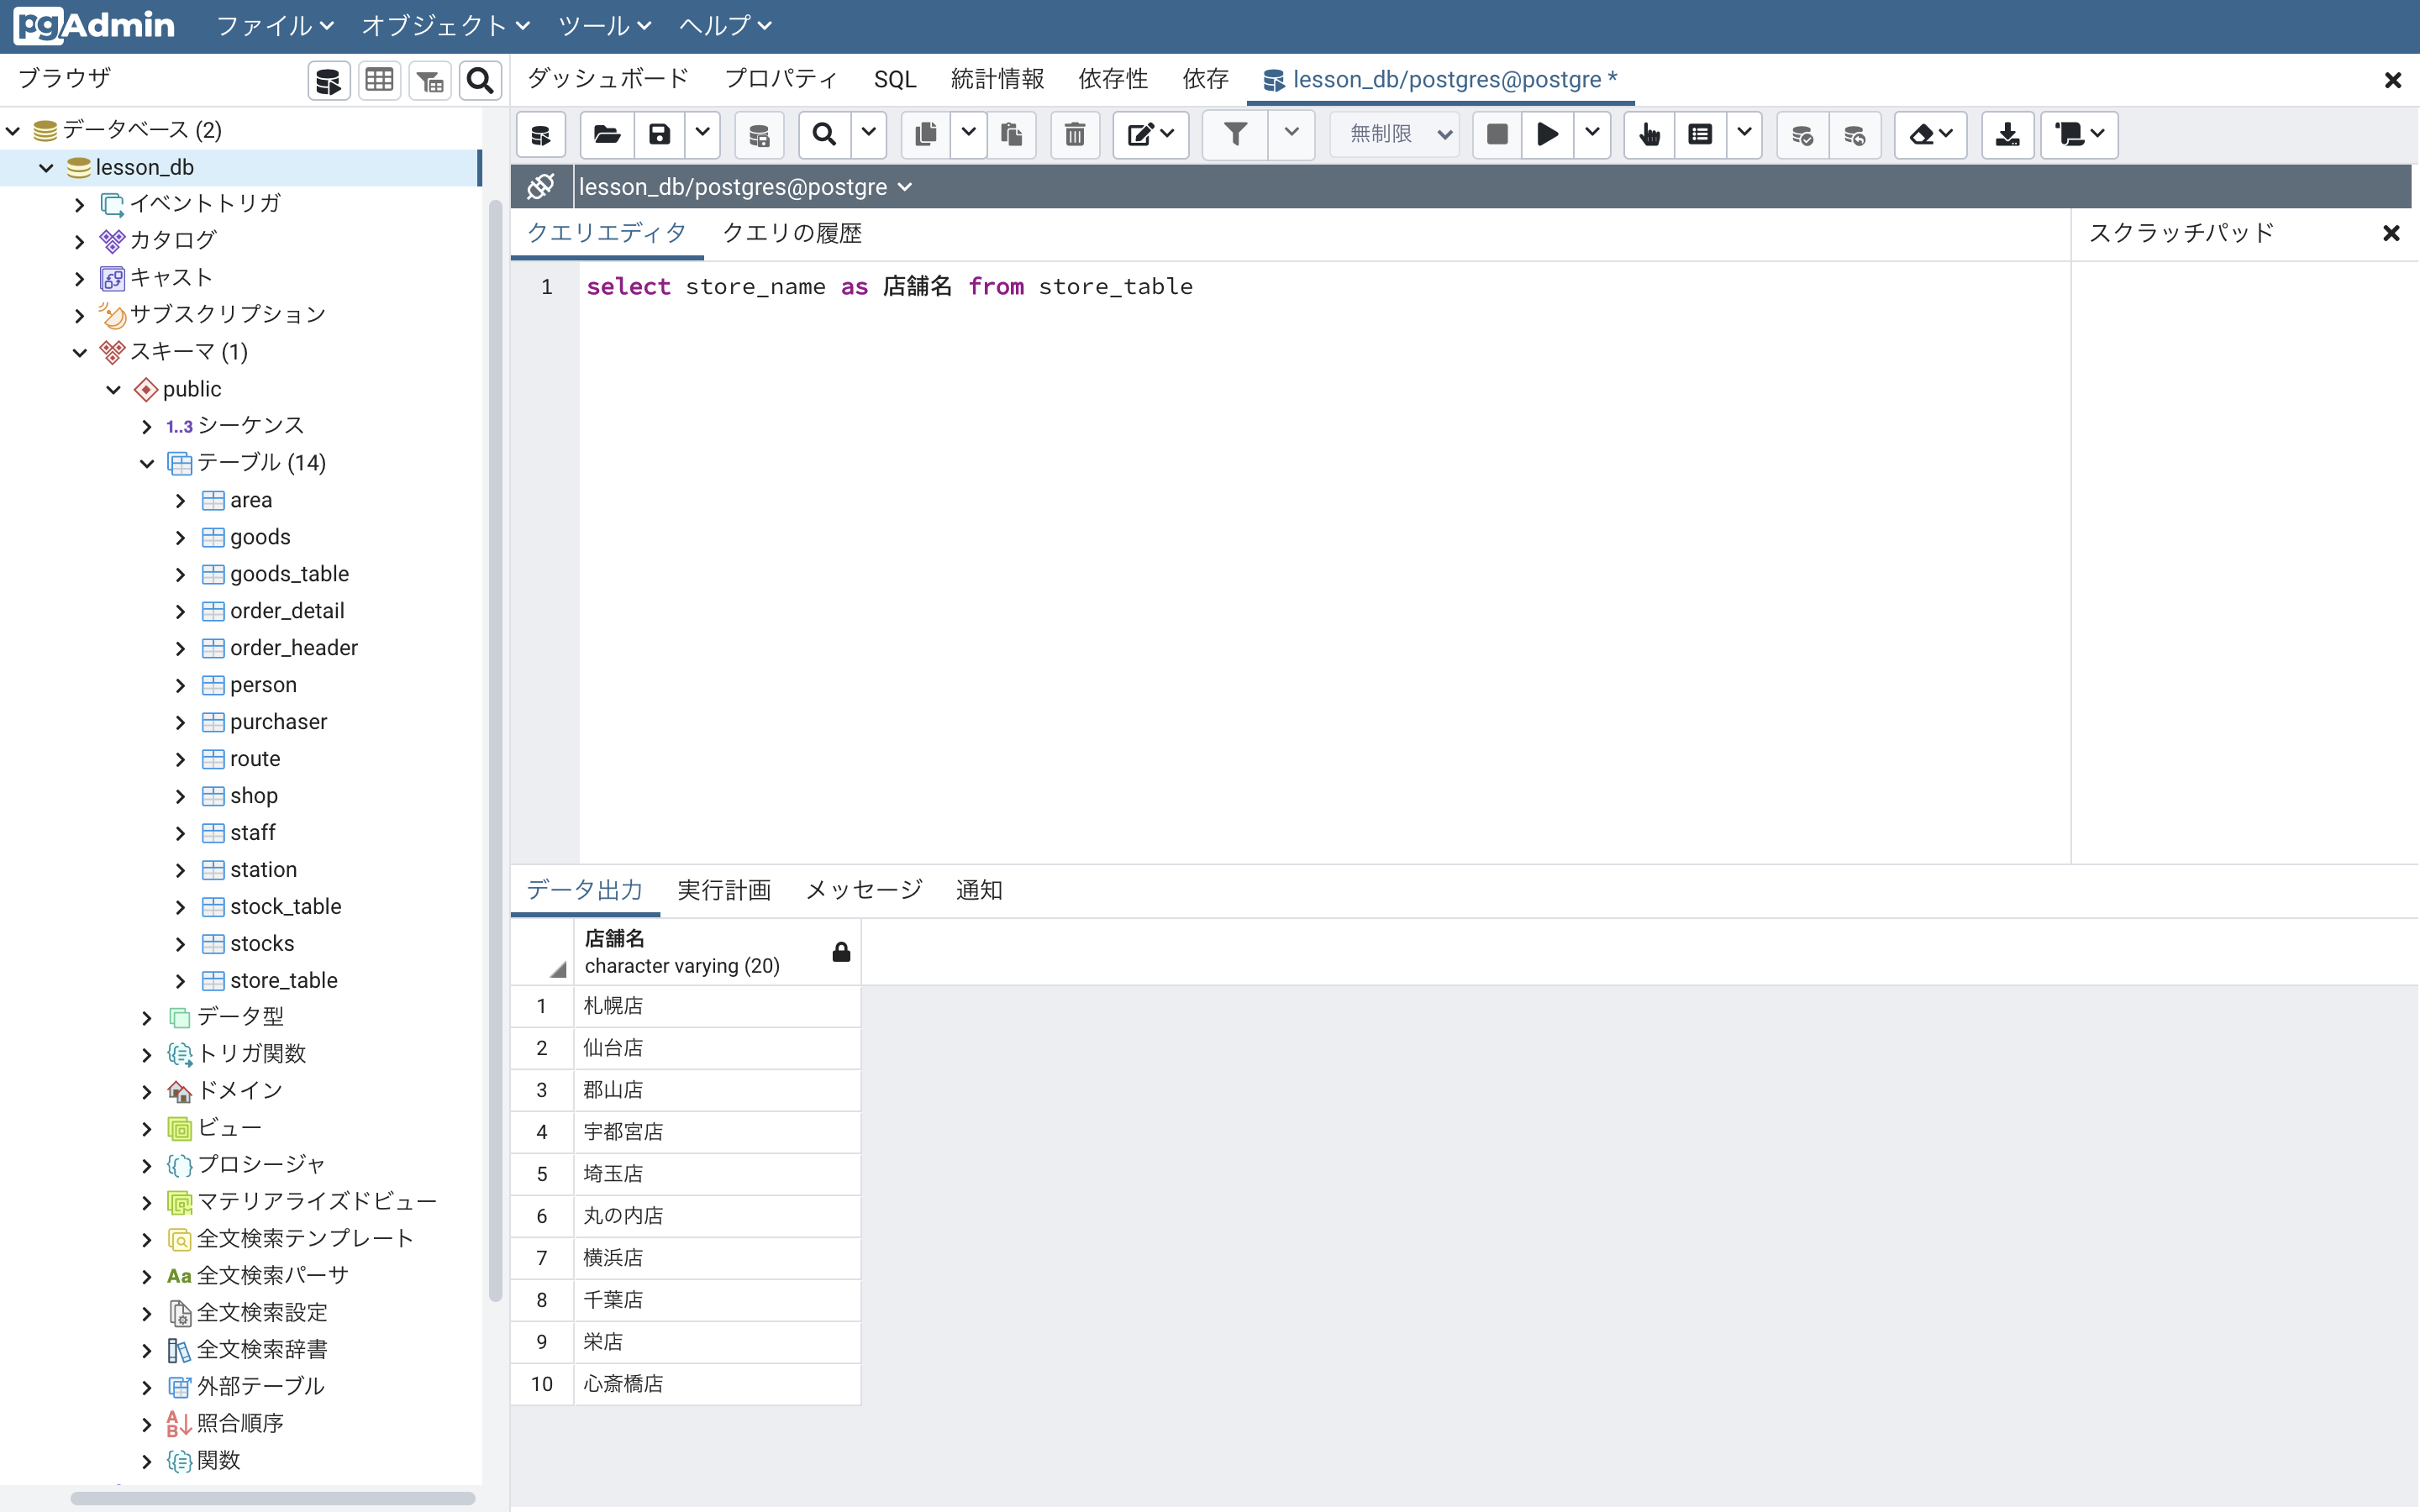 pgAdmin ファイル オブジェクト ツール ヘルプ
ブラウザ
ダッシュボード プロパティ SQL 統計情報 依存性 依存 lesson_db/postgres@postgre *
データベース (2)
lesson_db
イベントトリガ
カタログ
キャスト
サブスクリプション
スキーマ (1)
public
1..3 シーケンス
テーブル (14)
area
goods
goods_table
order_detail
order_header
person
purchaser
route
shop
staff
station
stock_table
stocks
store_table
データ型
トリガ関数
ドメイン
ビュー
プロシージャ
マテリアライズドビュー
全文検索テンプレート
Aa 全文検索パーサ
全文検索設定
全文検索辞書
外部テーブル
照合順序
関数
無制限
lesson_db/postgres@postgre
クエリエディタ クエリの履歴
スクラッチパッド
1 select store_name as 店舗名 from store_table
データ出力 実行計画 メッセージ 通知
店舗名
character varying (20)
1 札幌店
2 仙台店
3 郡山店
4 宇都宮店
5 埼玉店
6 丸の内店
7 横浜店
8 千葉店
9 栄店
10 心斎橋店